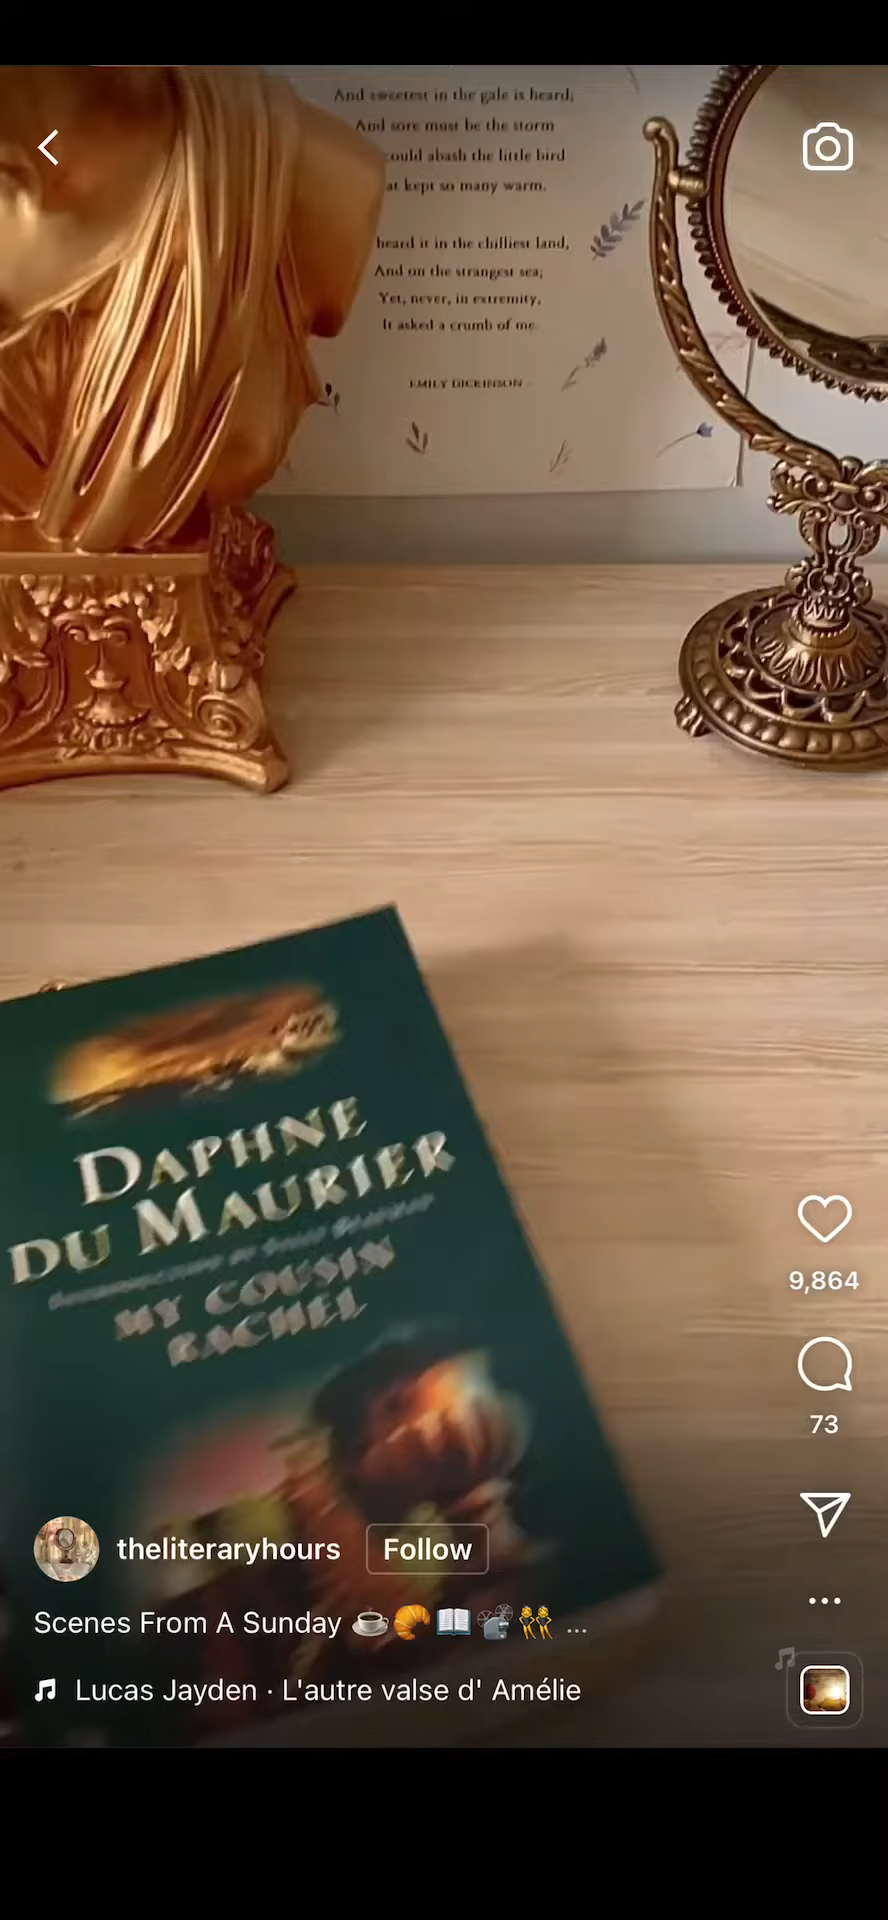 And sweetest in the gale is heard;
And sore must be the storm
could abash the little bird
at kept so many warm.
heard it in the chilliest land,
And on the strangest sea;
Yet, never, in extremity,
It asked a crumb of me.
EMILY DICKINSON
DAPHNE
DU MAURIER
MY COUSIN
RACHEL
9,864
73
theliteraryhours Follow
Scenes From A Sunday ☕🥐📖📽👯 ...
Lucas Jayden · L'autre valse d' Amélie